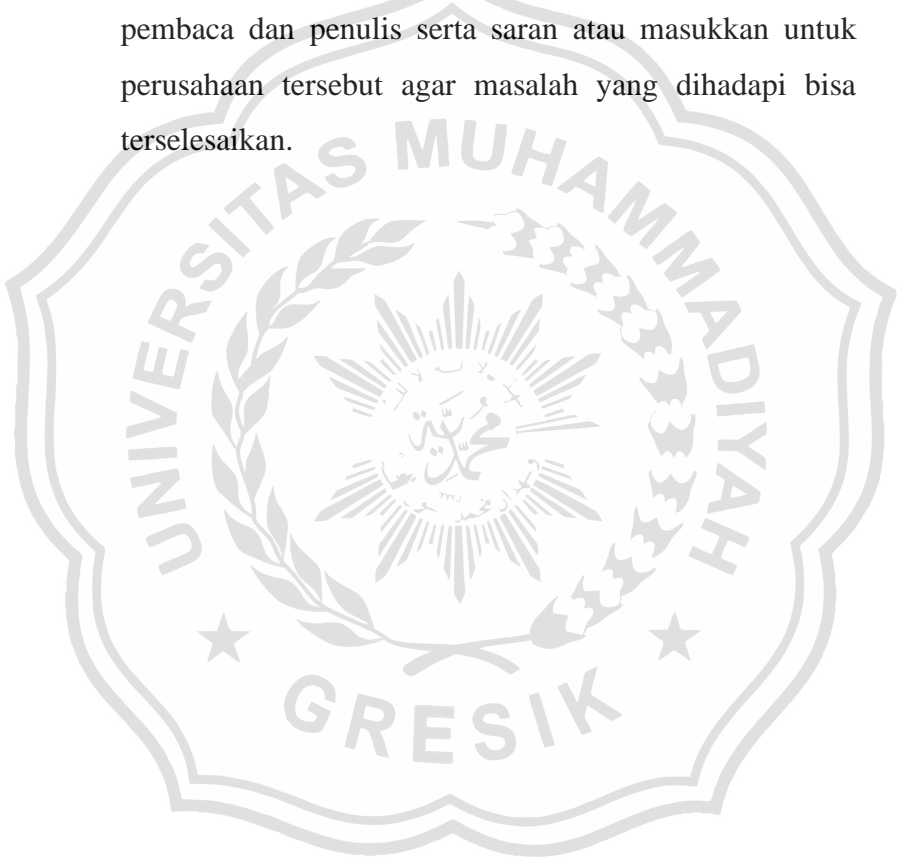 pembaca dan penulis serta saran atau masukkan untuk
perusahaan tersebut agar masalah yang dihadapi bisa
terselesaikan.
UNIVERSITAS MUHAMMADIYAH
GRESIK